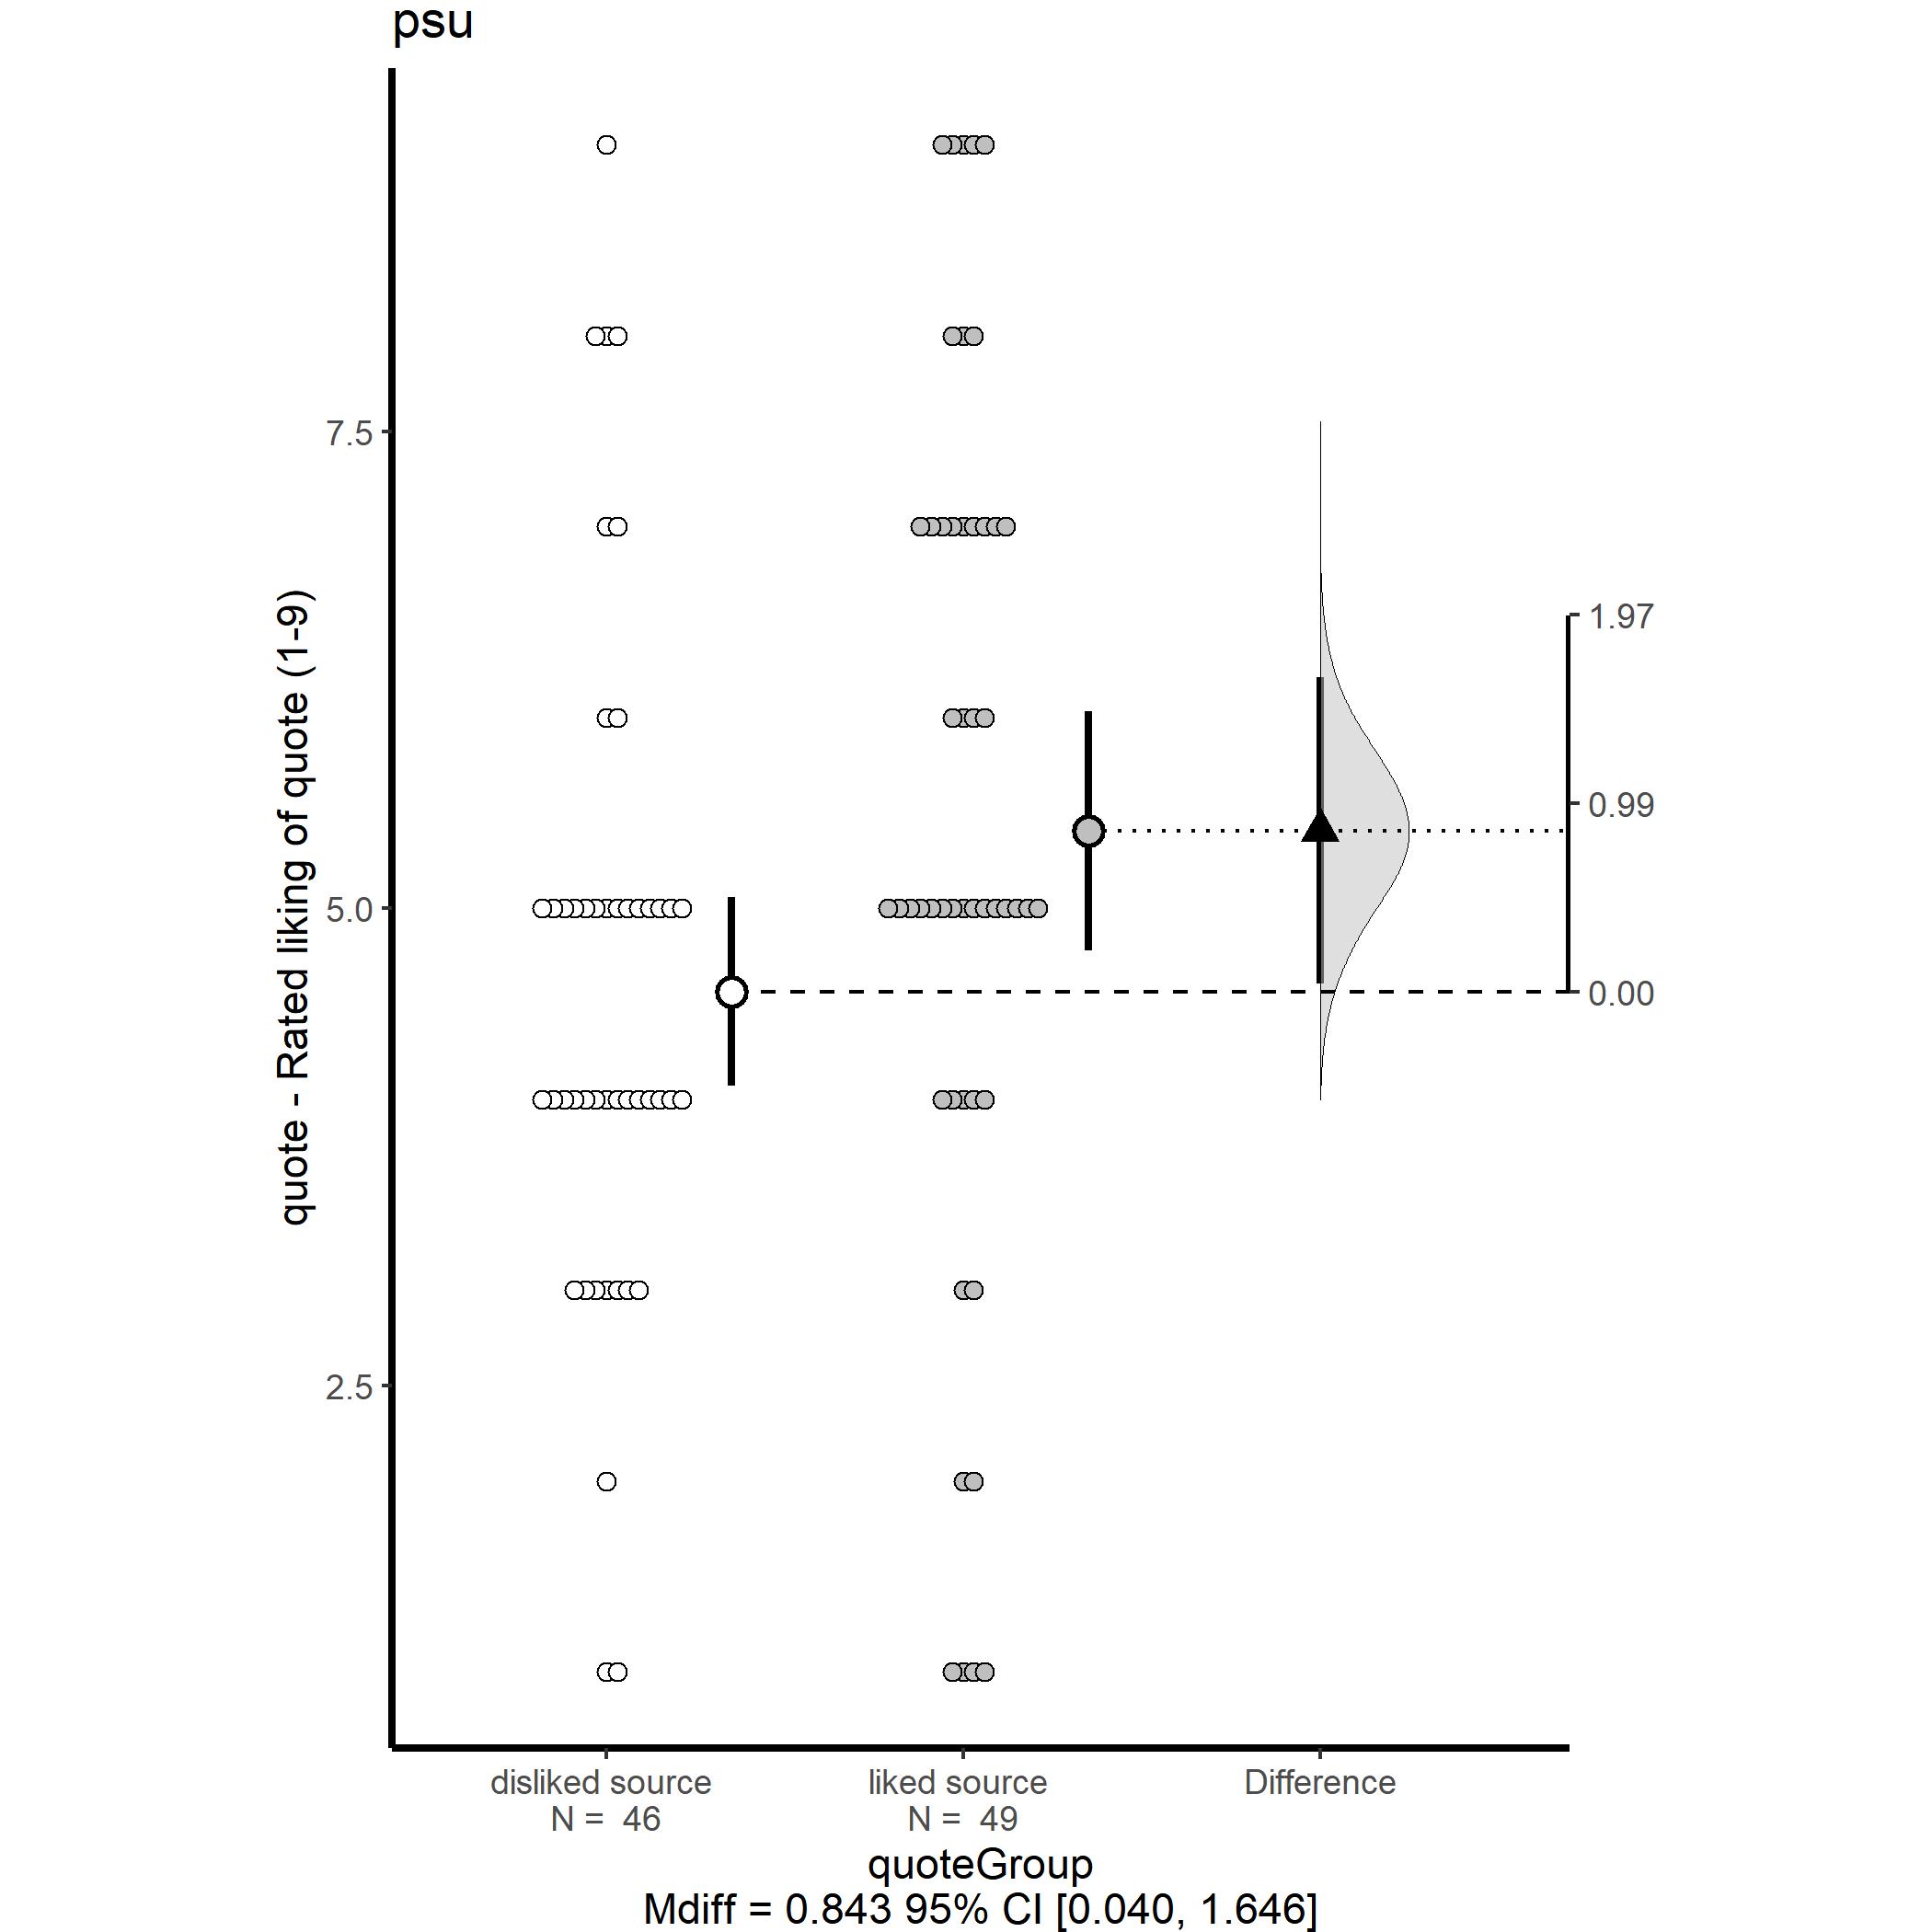 psu
quote - Rated liking of quote (1-9)
7.5
5.0
2.5
1.97
0.99
0.00
disliked source
N =  46
liked source
N =  49
Difference
quoteGroup
Mdiff = 0.843 95% CI [0.040, 1.646]